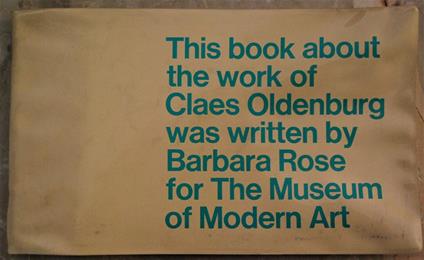 This book about
the work of
Claes Oldenburg
was written by
Barbara Rose
for The Museum
of Modern Art